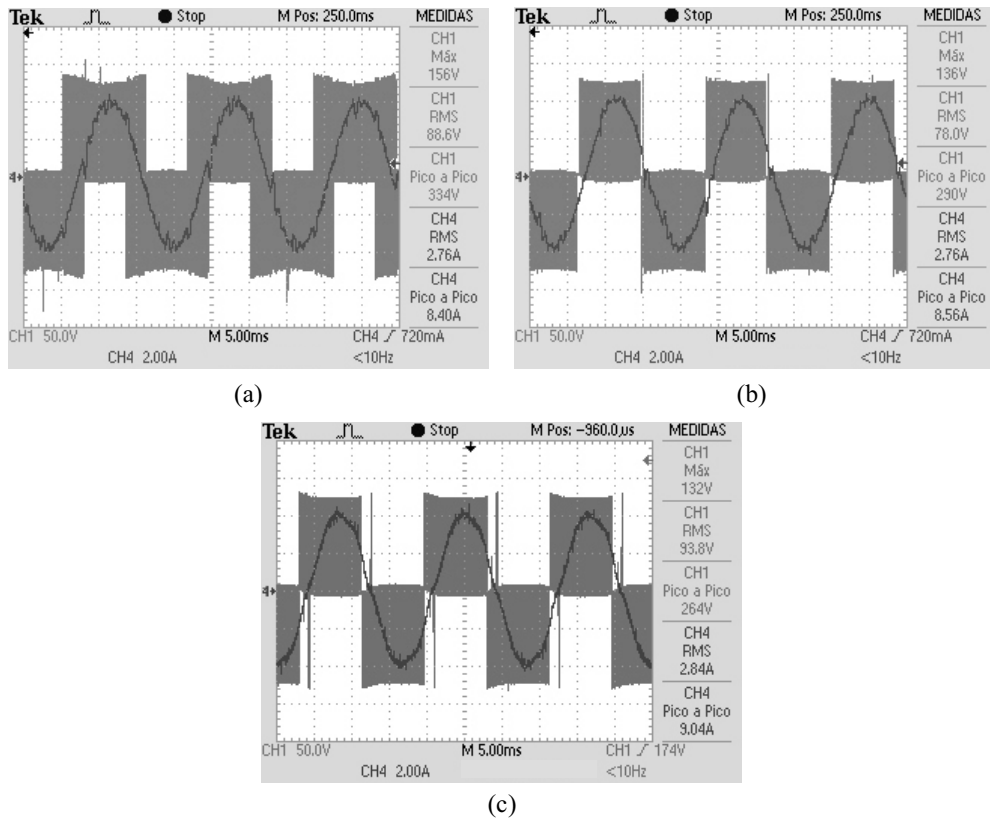 Tek Stop M Pos: 250.0ms MEDIDAS
CH1
Máx
156V
CH1
RMS
88.6V
CH1
Pico a Pico
334V
CH4
RMS
2.76A
CH4
Pico a Pico
8.40A
4
CH1 50.0V M 5.00ms CH4 720mA
CH4 2.00A <10Hz
(a)
Tek Stop M Pos: 250.0ms MEDIDAS
CH1
Máx
136V
CH1
RMS
78.0V
CH1
Pico a Pico
290V
CH4
RMS
2.76A
CH4
Pico a Pico
8.56A
4
CH1 50.0V M 5.00ms CH4 720mA
CH4 2.00A <10Hz
(b)
Tek Stop M Pos: -960.0µs MEDIDAS
CH1
Máx
132V
CH1
RMS
93.8V
CH1
Pico a Pico
264V
CH4
RMS
2.84A
CH4
Pico a Pico
9.04A
4
CH1 50.0V M 5.00ms CH1 174V
CH4 2.00A <10Hz
(c)